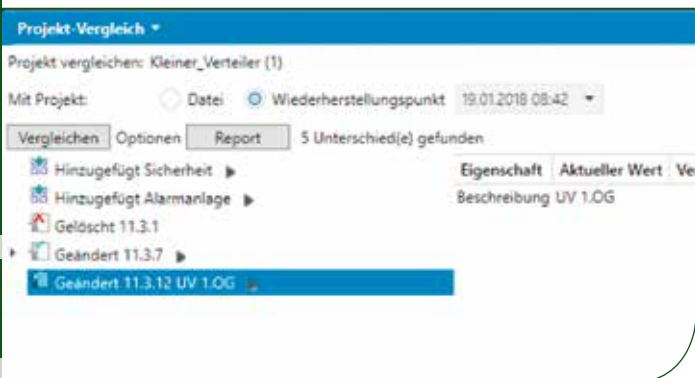 Projekt-Vergleich
Projekt vergleichen: Kleiner_Verteiler (1)
Mit Projekt: Datei Wiederherstellungspunkt 19.01.2018 08:42
Vergleichen Optionen Report 5 Unterschied(e) gefunden
Hinzugefügt Sicherheit Eigenschaft Aktueller Wert Ve
Hinzugefügt Alarmanlage Beschreibung UV 1.OG
Gelöscht 11.3.1
Geändert 11.3.7
Geändert 11.3.12 UV 1.OG